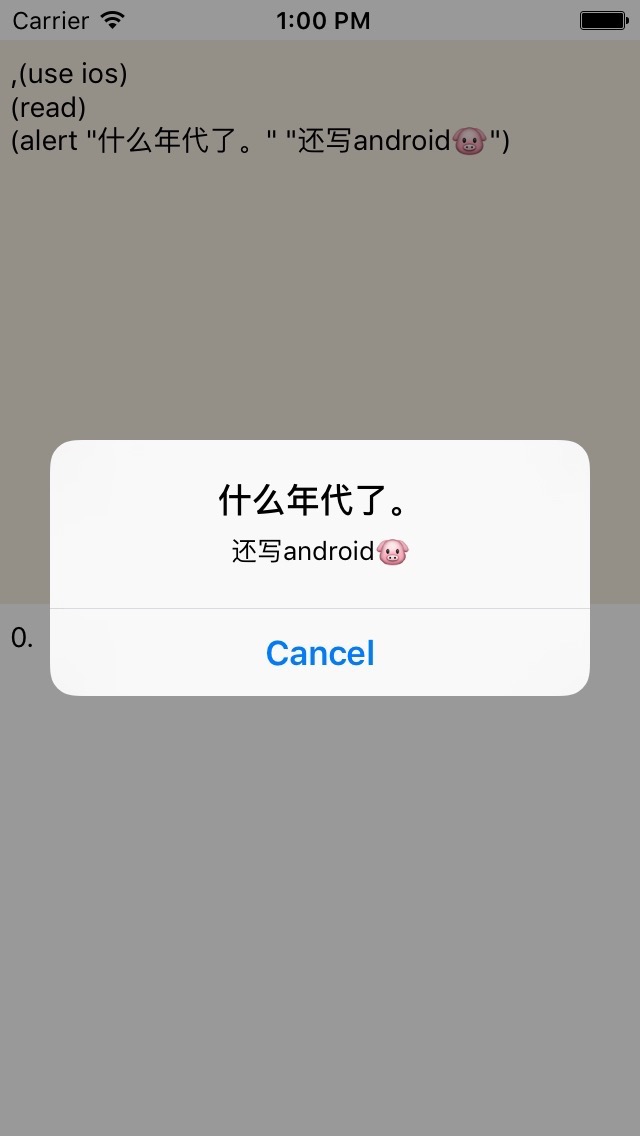 Carrier 1:00 PM
,(use ios)
(read)
(alert "什么年代了。" "还写android🐷")
什么年代了。
还写android🐷
0.
Cancel